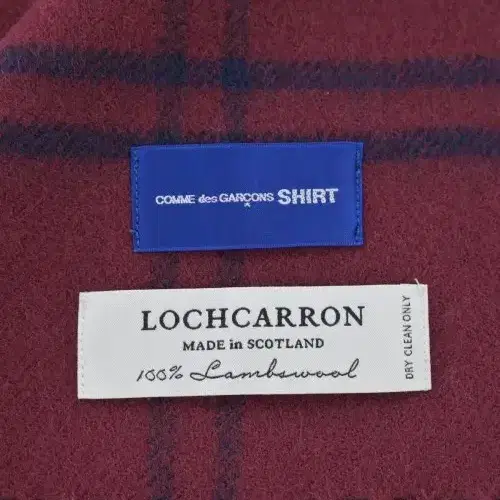 COMME des GARÇONS SHIRT
LOCHCARRON
MADE in SCOTLAND
100% Lambswool
DRY CLEAN ONLY